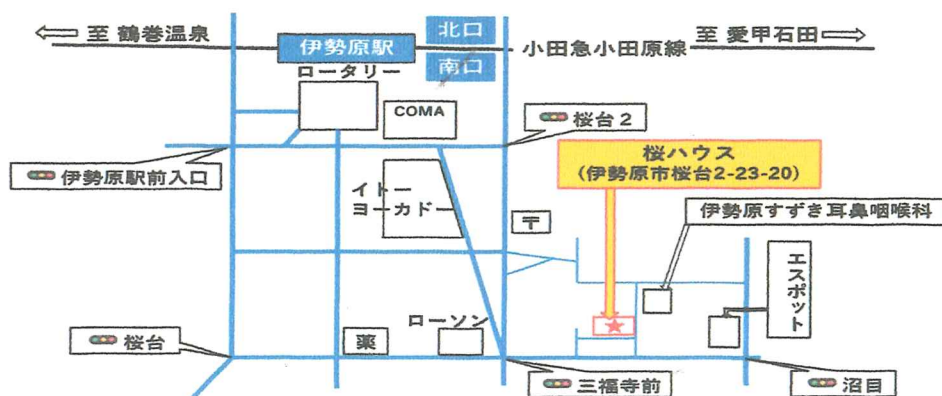 至 鶴巻温泉
伊勢原駅
北口
南口
小田急小田原線
至 愛甲石田
ロータリー
COMA
桜台2
伊勢原駅前入口
桜ハウス
(伊勢原市桜台2-23-20)
イトー
ヨーカドー
〒
伊勢原すずき耳鼻咽喉科
エスポット
ローソン
薬
桜台
三福寺前
沼目